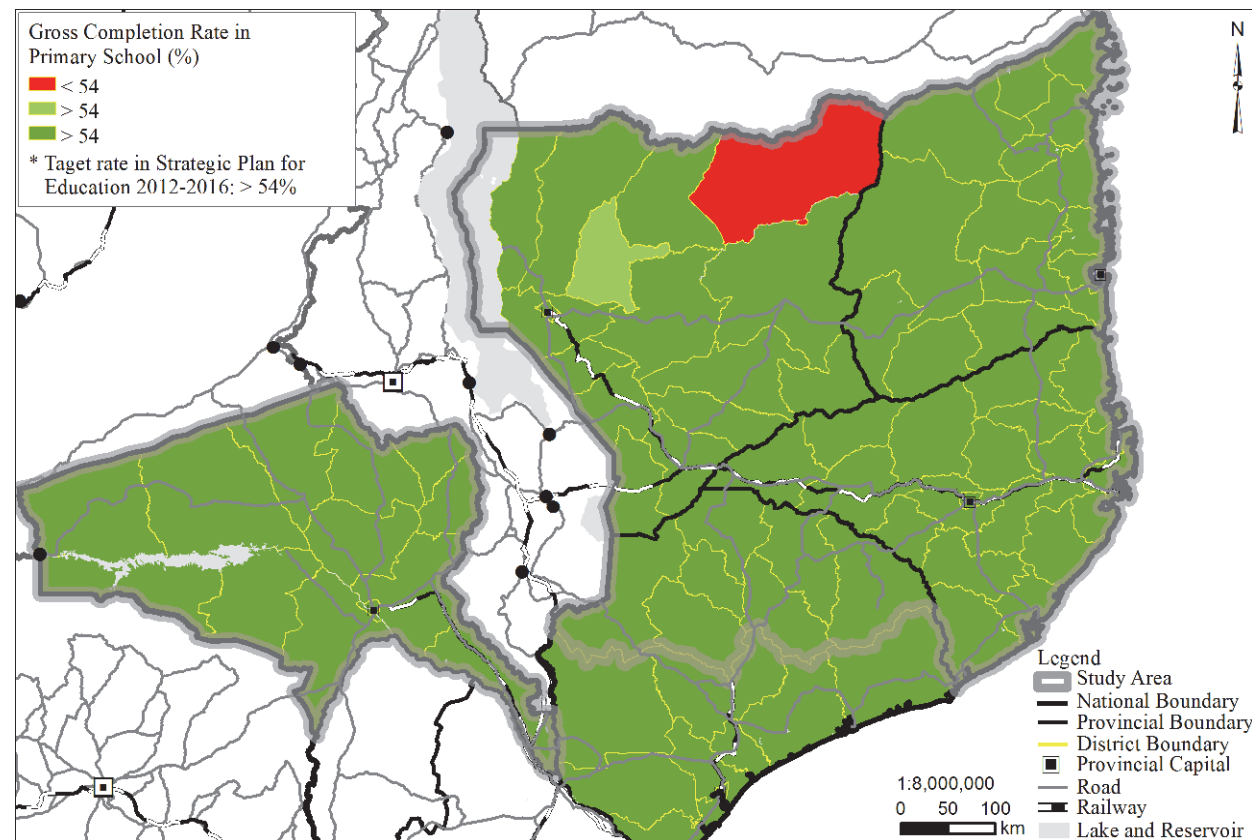 Gross Completion Rate in
Primary School (%)
< 54
> 54
> 54
* Taget rate in Strategic Plan for
Education 2012-2016: > 54%
N
Legend
Study Area
National Boundary
Provincial Boundary
District Boundary
Provincial Capital
Road
Railway
Lake and Reservoir
1:8,000,000
0 50 100
km